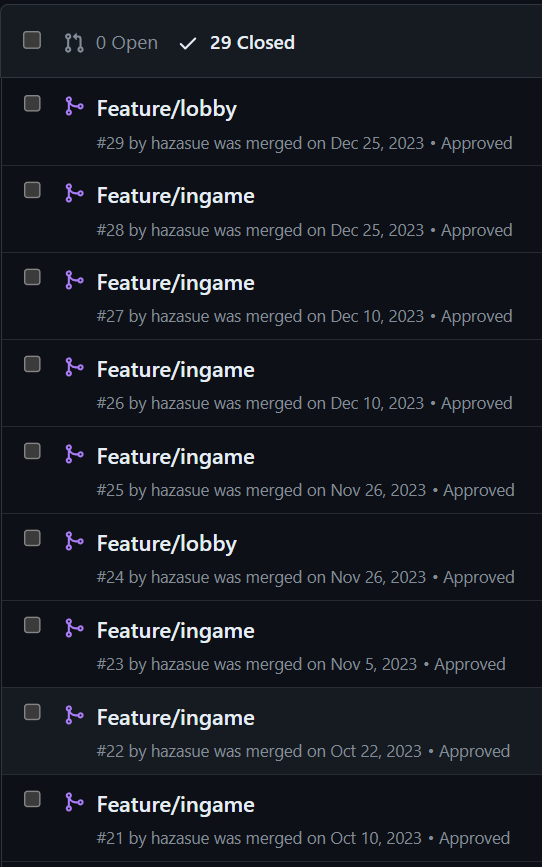 0 Open 29 Closed
Feature/lobby
#29 by hazasue was merged on Dec 25, 2023 • Approved
Feature/ingame
#28 by hazasue was merged on Dec 25, 2023 • Approved
Feature/ingame
#27 by hazasue was merged on Dec 10, 2023 • Approved
Feature/ingame
#26 by hazasue was merged on Dec 10, 2023 • Approved
Feature/ingame
#25 by hazasue was merged on Nov 26, 2023 • Approved
Feature/lobby
#24 by hazasue was merged on Nov 26, 2023 • Approved
Feature/ingame
#23 by hazasue was merged on Nov 5, 2023 • Approved
Feature/ingame
#22 by hazasue was merged on Oct 22, 2023 • Approved
Feature/ingame
#21 by hazasue was merged on Oct 10, 2023 • Approved